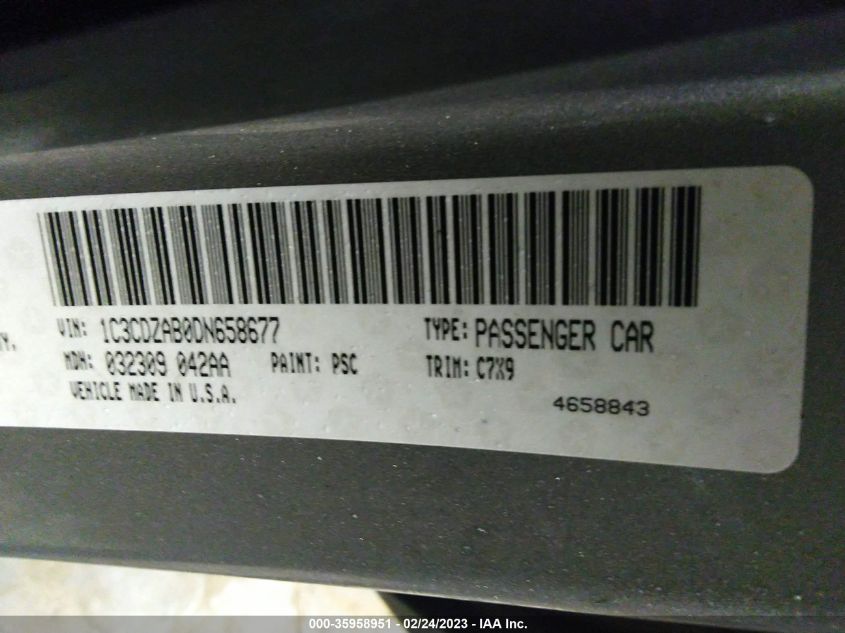 VIN: 1C3CDZAB0DN658677 TYPE: PASSENGER CAR
TY.
MDH: 032309 042AA PAINT: PSC TRIM: C7X9
VEHICLE MADE IN U.S.A.
4658843
000-35958951 - 02/24/2023 - IAA Inc.